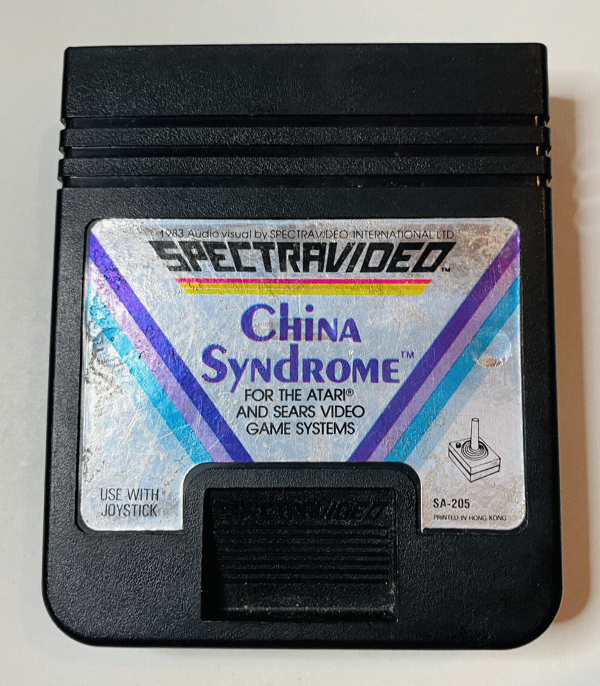 © 1983 Audio visual by SPECTRAVIDEO INTERNATIONAL LTD
SPECTRAVIDEO™
China
Syndrome™
FOR THE ATARI®
AND SEARS VIDEO
GAME SYSTEMS
USE WITH
JOYSTICK
SA-205
PRINTED IN HONG KONG
SPECTRAVIDEO